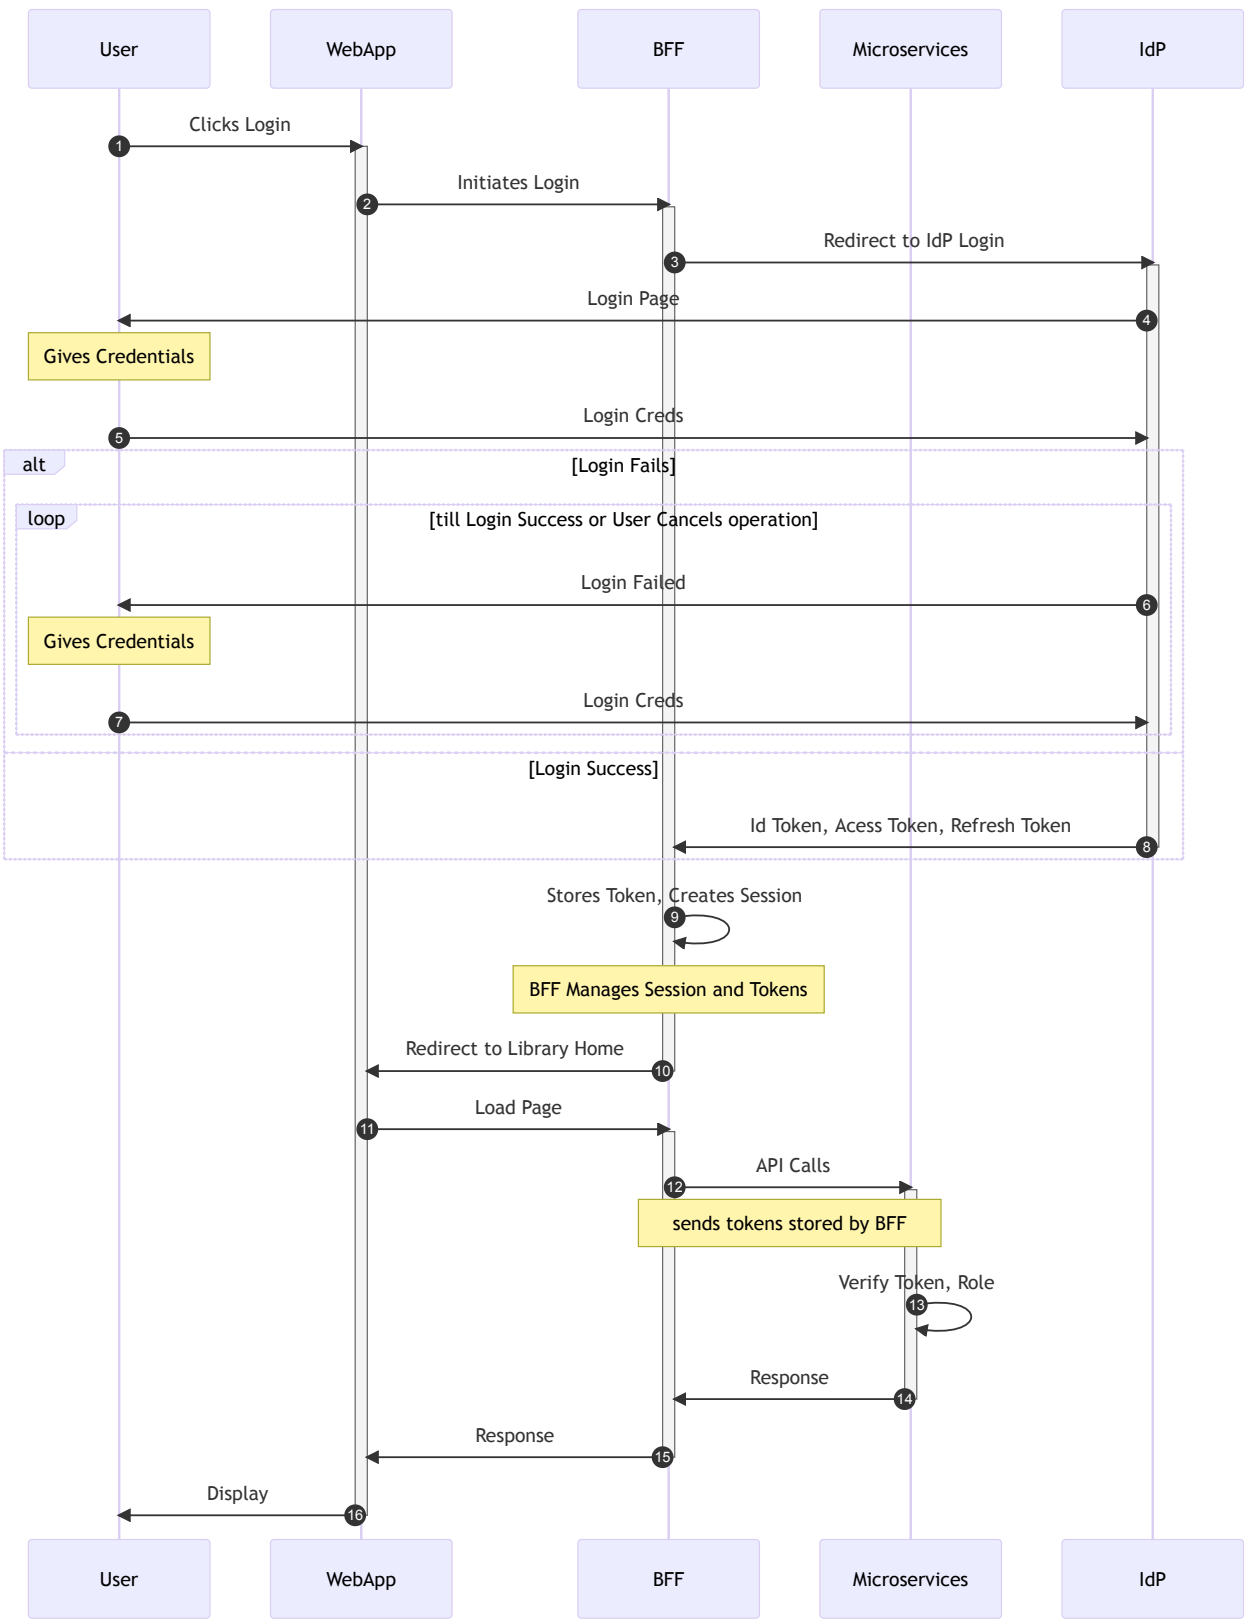 User
WebApp
BFF
Microservices
IdP
Clicks Login
1
Initiates Login
2
Redirect to IdP Login
3
Login Page
4
Gives Credentials
Login Creds
5
alt
[Login Fails]
loop
[till Login Success or User Cancels operation]
Login Failed
6
Gives Credentials
Login Creds
7
[Login Success]
Id Token, Acess Token, Refresh Token
8
Stores Token, Creates Session
9
BFF Manages Session and Tokens
Redirect to Library Home
10
Load Page
11
API Calls
12
sends tokens stored by BFF
Verify Token, Role
13
Response
14
Response
15
Display
16
User
WebApp
BFF
Microservices
IdP